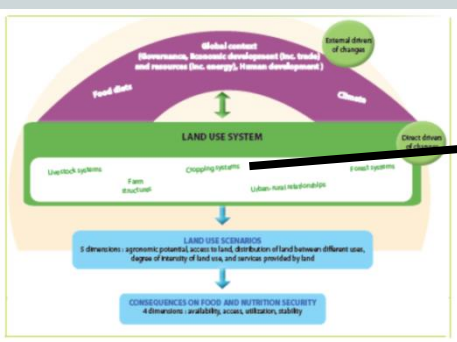 Global context
(Governance, Economic development (Inc. trade)
and resources (Inc. energy), Human development )
External drivers
of changes
Food diets
Climate
LAND USE SYSTEM
Direct drivers
of changes
Livestock systems
Farm
structures
Cropping systems
Urban-rural relationships
Forest systems
LAND USE SCENARIOS
5 dimensions : agronomic potential, access to land, distribution of land between different uses,
degree of intensity of land use, and services provided by land
CONSEQUENCES ON FOOD AND NUTRITION SECURITY
4 dimensions : availability, access, utilization, stability